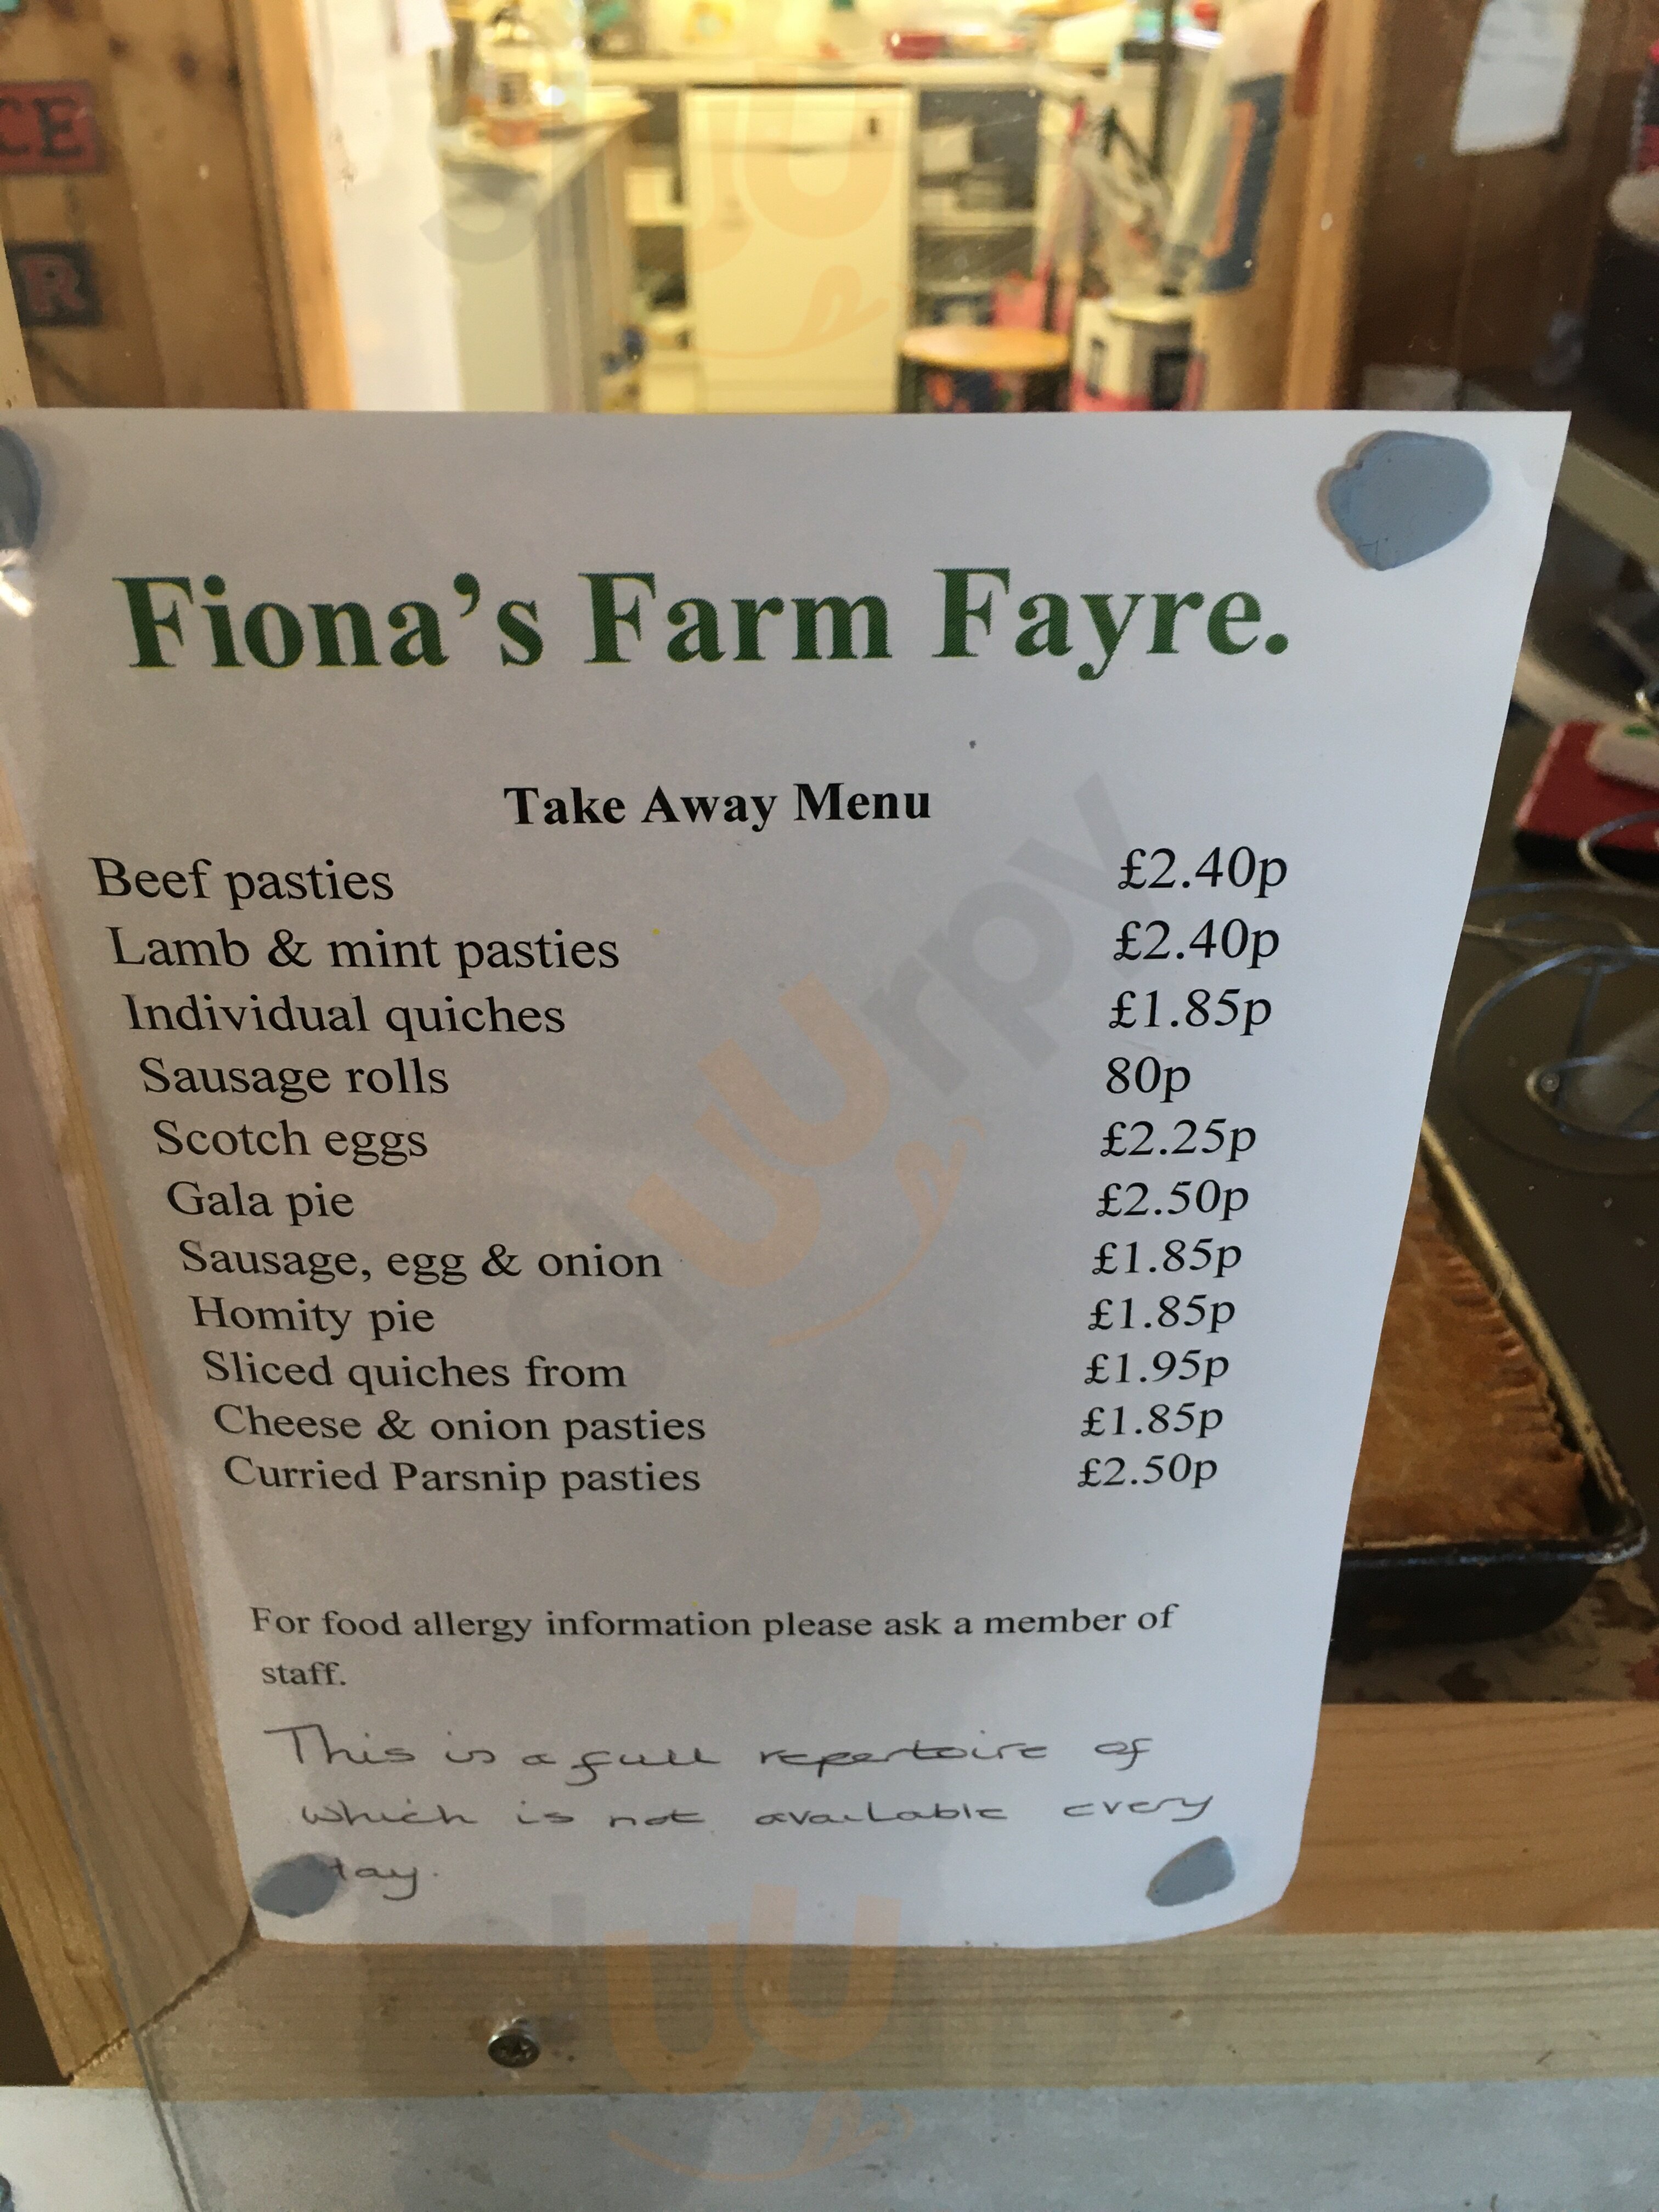 CE
R
Fiona's Farm Fayre.
Take Away Menu
Beef pasties £2.40p
Lamb & mint pasties £2.40p
Individual quiches £1.85p
Sausage rolls 80p
Scotch eggs £2.25p
Gala pie £2.50p
Sausage, egg & onion £1.85p
Homity pie £1.85p
Sliced quiches from £1.95p
Cheese & onion pasties £1.85p
Curried Parsnip pasties £2.50p
For food allergy information please ask a member of
staff.
This is a full repertoire of
which is not available every
day.
sluurpy